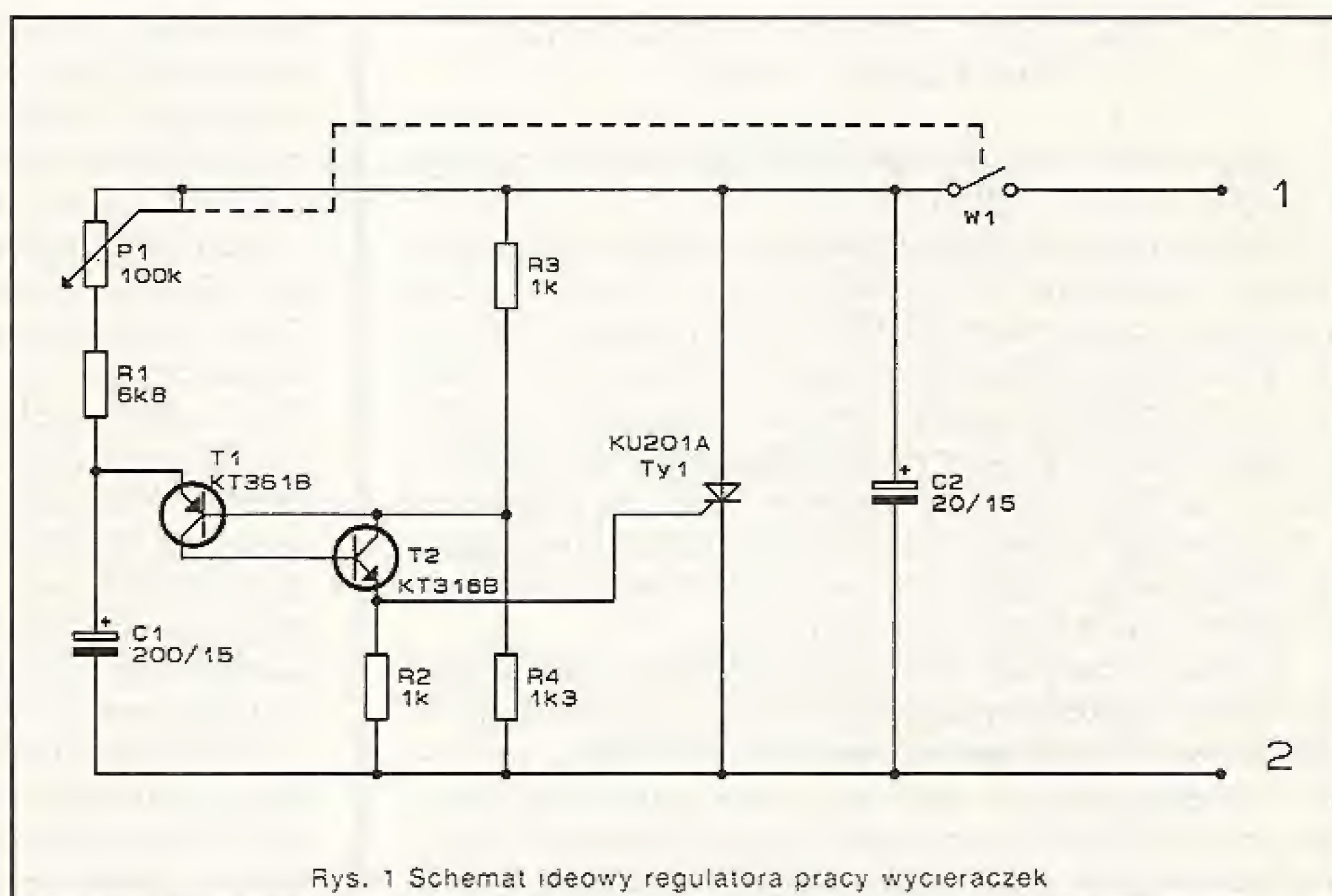 1
W1
P1
100k
R3
1k
R1
6k8
T1
KT361B
KU201A
Ty1
+
C2
20/15
T2
KT316B
+
C1
200/15
R2
1k
R4
1k3
2
Rys. 1 Schemat ideowy regulatora pracy wycieraczek